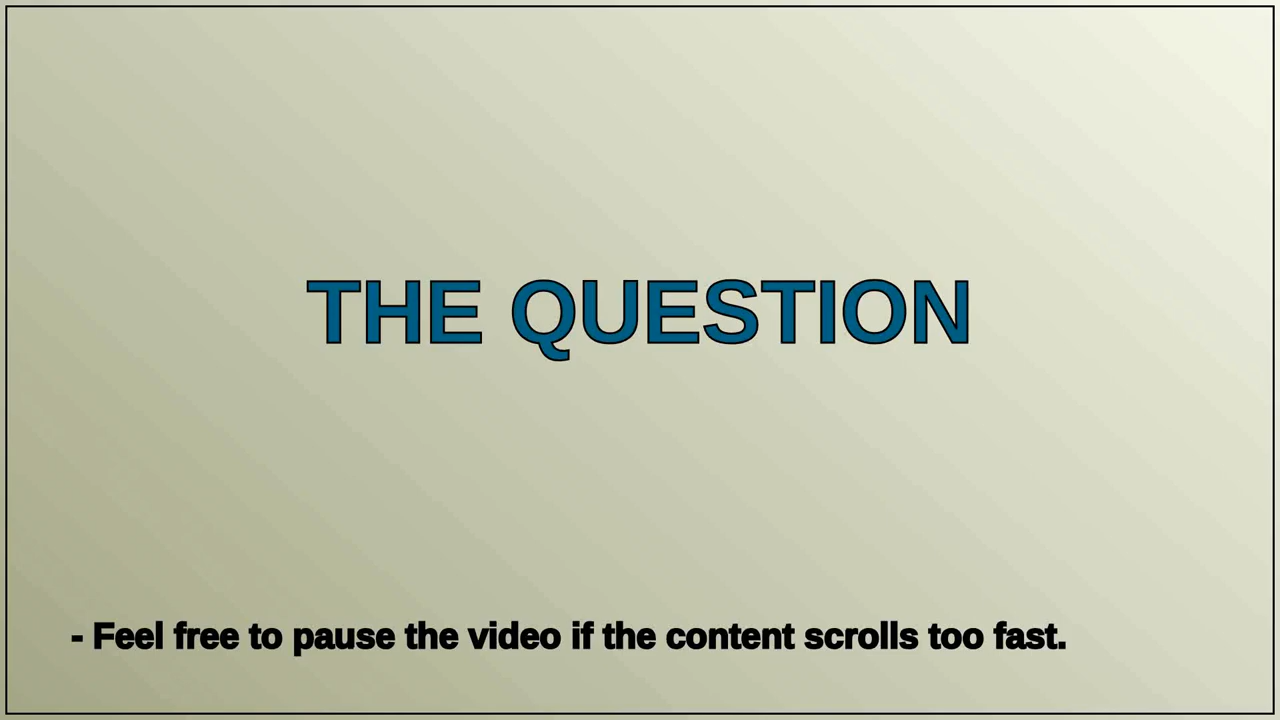 THE QUESTION
- Feel free to pause the video if the content scrolls too fast.